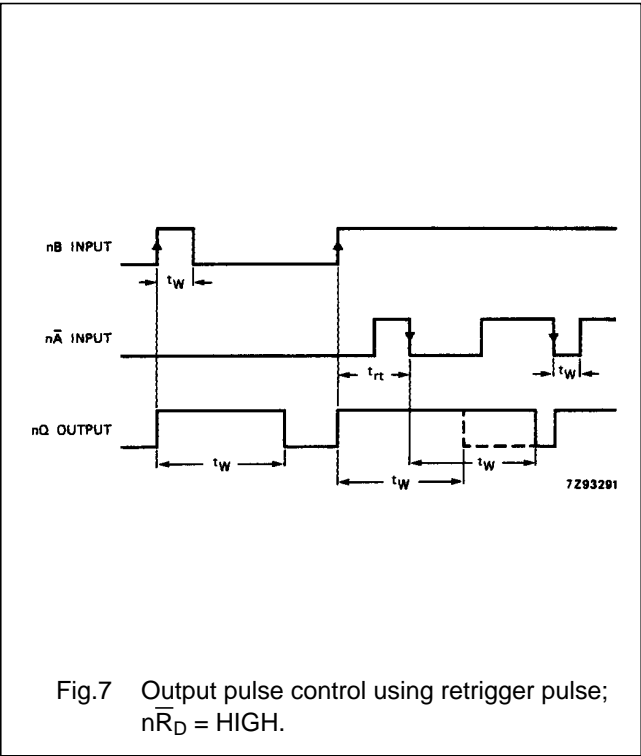 nB INPUT
tW
nA̅ INPUT
trt
tW
nQ OUTPUT
tW
tW
tW
7Z93291
Fig.7 Output pulse control using retrigger pulse;
nR̅D = HIGH.